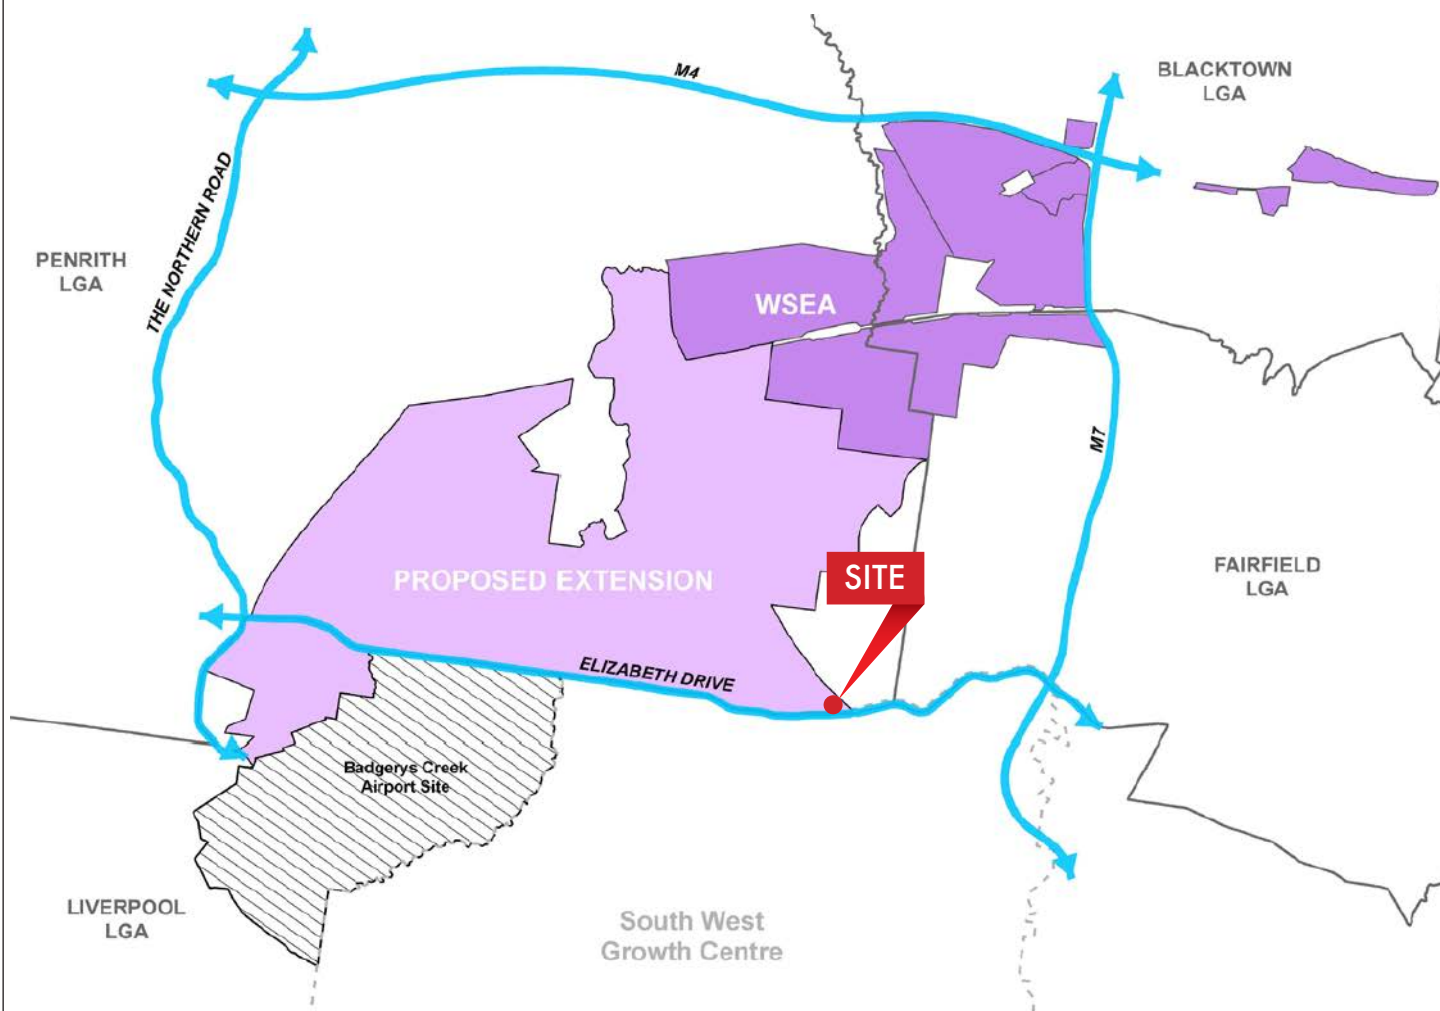 M4
BLACKTOWN
LGA
THE NORTHERN ROAD
PENRITH
LGA
WSEA
M7
PROPOSED EXTENSION
SITE
FAIRFIELD
LGA
ELIZABETH DRIVE
Badgerys Creek
Airport Site
LIVERPOOL
LGA
South West
Growth Centre